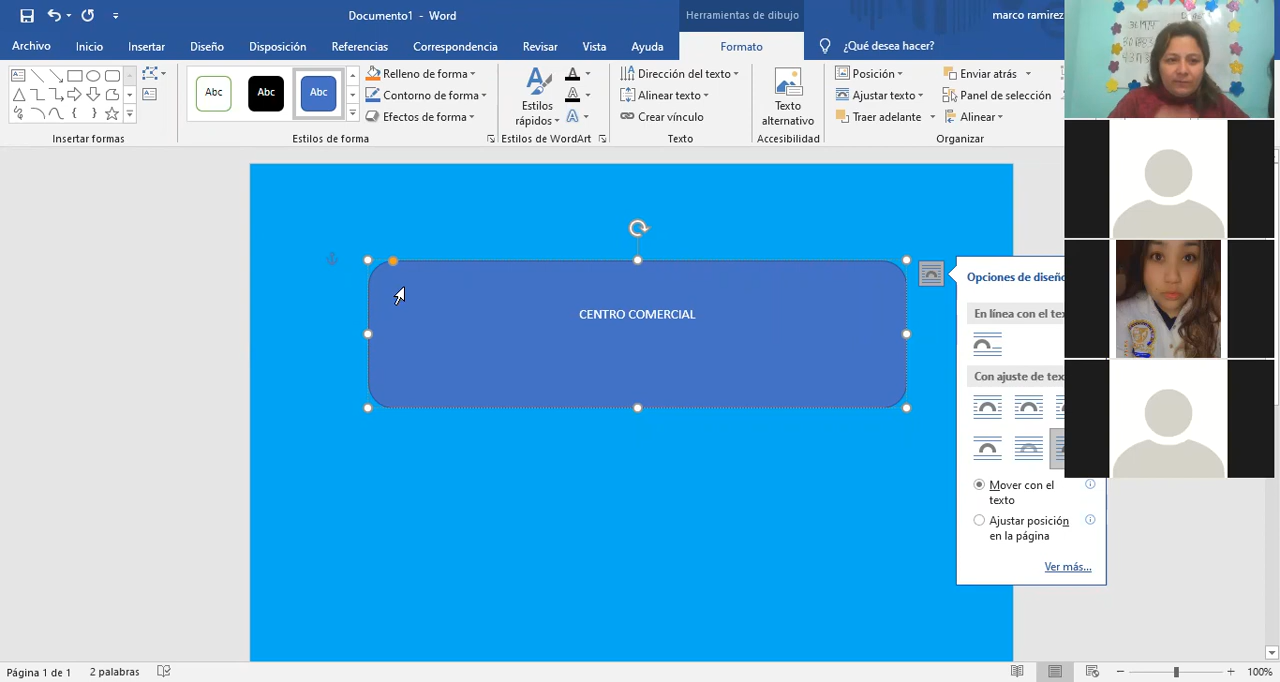 Documento1 - Word
Herramientas de dibujo
marco ramirez
Archivo
Inicio
Insertar
Diseño
Disposición
Referencias
Correspondencia
Revisar
Vista
Ayuda
Formato
¿Qué desea hacer?
Abc
Abc
Abc
Relleno de forma
Contorno de forma
Efectos de forma
Estilos
rápidos
Dirección del texto
Alinear texto
Crear vínculo
Texto
alternativo
Posición
Ajustar texto
Traer adelante
Enviar atrás
Panel de selección
Alinear
Insertar formas
Estilos de forma
Estilos de WordArt
Texto
Accesibilidad
Organizar
CENTRO COMERCIAL
Opciones de diseño
En línea con el tex
Con ajuste de tex
Mover con el
texto
Ajustar posición
en la página
Ver más...
Página 1 de 1
2 palabras
100%